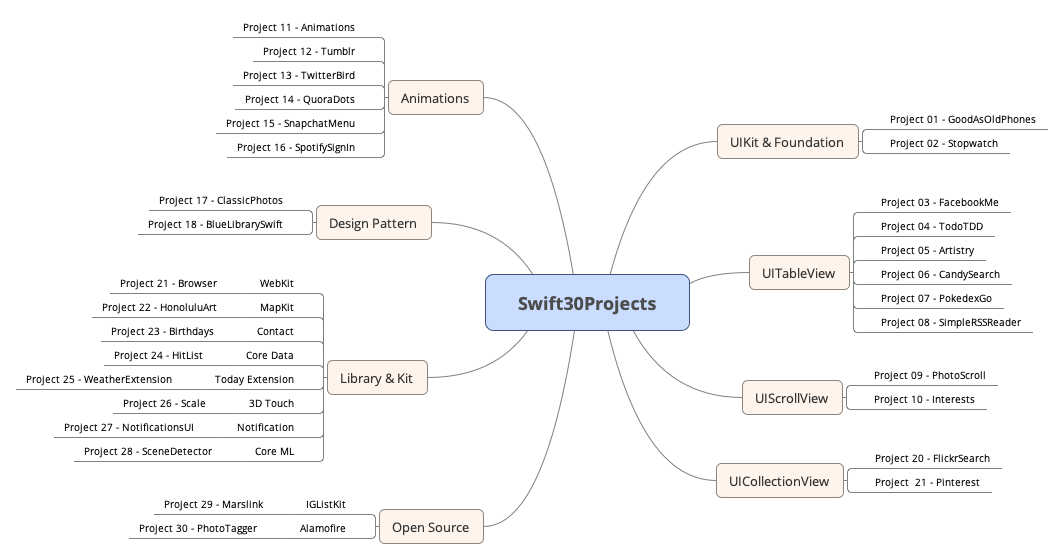 Swift30Projects
Animations
Project 11 - Animations
Project 12 - Tumblr
Project 13 - TwitterBird
Project 14 - QuoraDots
Project 15 - SnapchatMenu
Project 16 - SpotifySignIn
Design Pattern
Project 17 - ClassicPhotos
Project 18 - BlueLibrarySwift
Library & Kit
Project 21 - Browser WebKit
Project 22 - HonoluluArt MapKit
Project 23 - Birthdays Contact
Project 24 - HitList Core Data
Project 25 - WeatherExtension Today Extension
Project 26 - Scale 3D Touch
Project 27 - NotificationsUI Notification
Project 28 - SceneDetector Core ML
Open Source
Project 29 - Marslink IGListKit
Project 30 - PhotoTagger Alamofire
UIKit & Foundation
Project 01 - GoodAsOldPhones
Project 02 - Stopwatch
UITableView
Project 03 - FacebookMe
Project 04 - TodoTDD
Project 05 - Artistry
Project 06 - CandySearch
Project 07 - PokedexGo
Project 08 - SimpleRSSReader
UIScrollView
Project 09 - PhotoScroll
Project 10 - Interests
UICollectionView
Project 20 - FlickrSearch
Project 21 - Pinterest